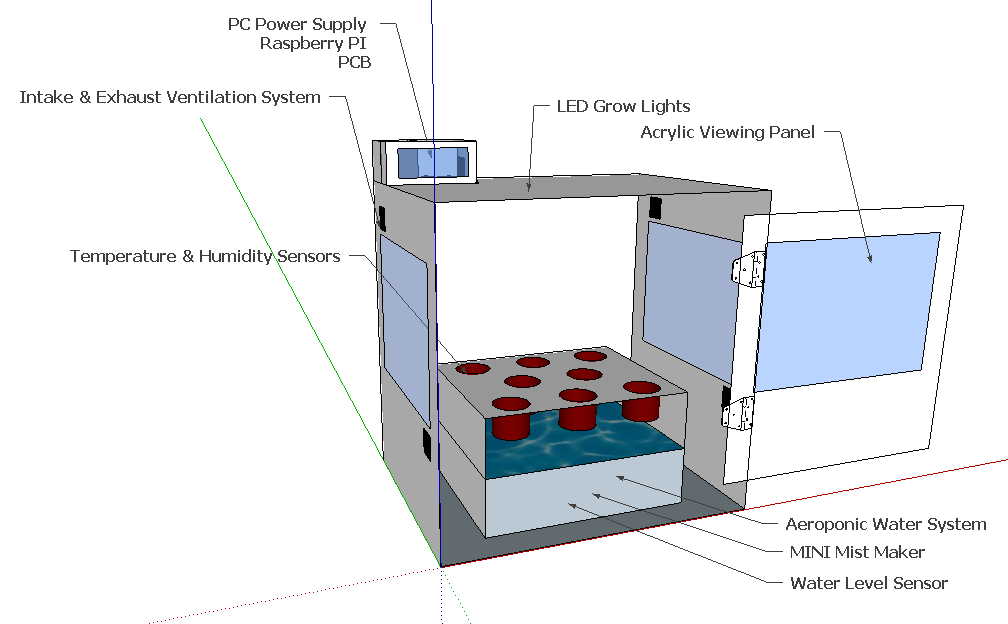 PC Power Supply
Raspberry PI
PCB
Intake & Exhaust Ventilation System
LED Grow Lights
Acrylic Viewing Panel
Temperature & Humidity Sensors
Aeroponic Water System
MINI Mist Maker
Water Level Sensor